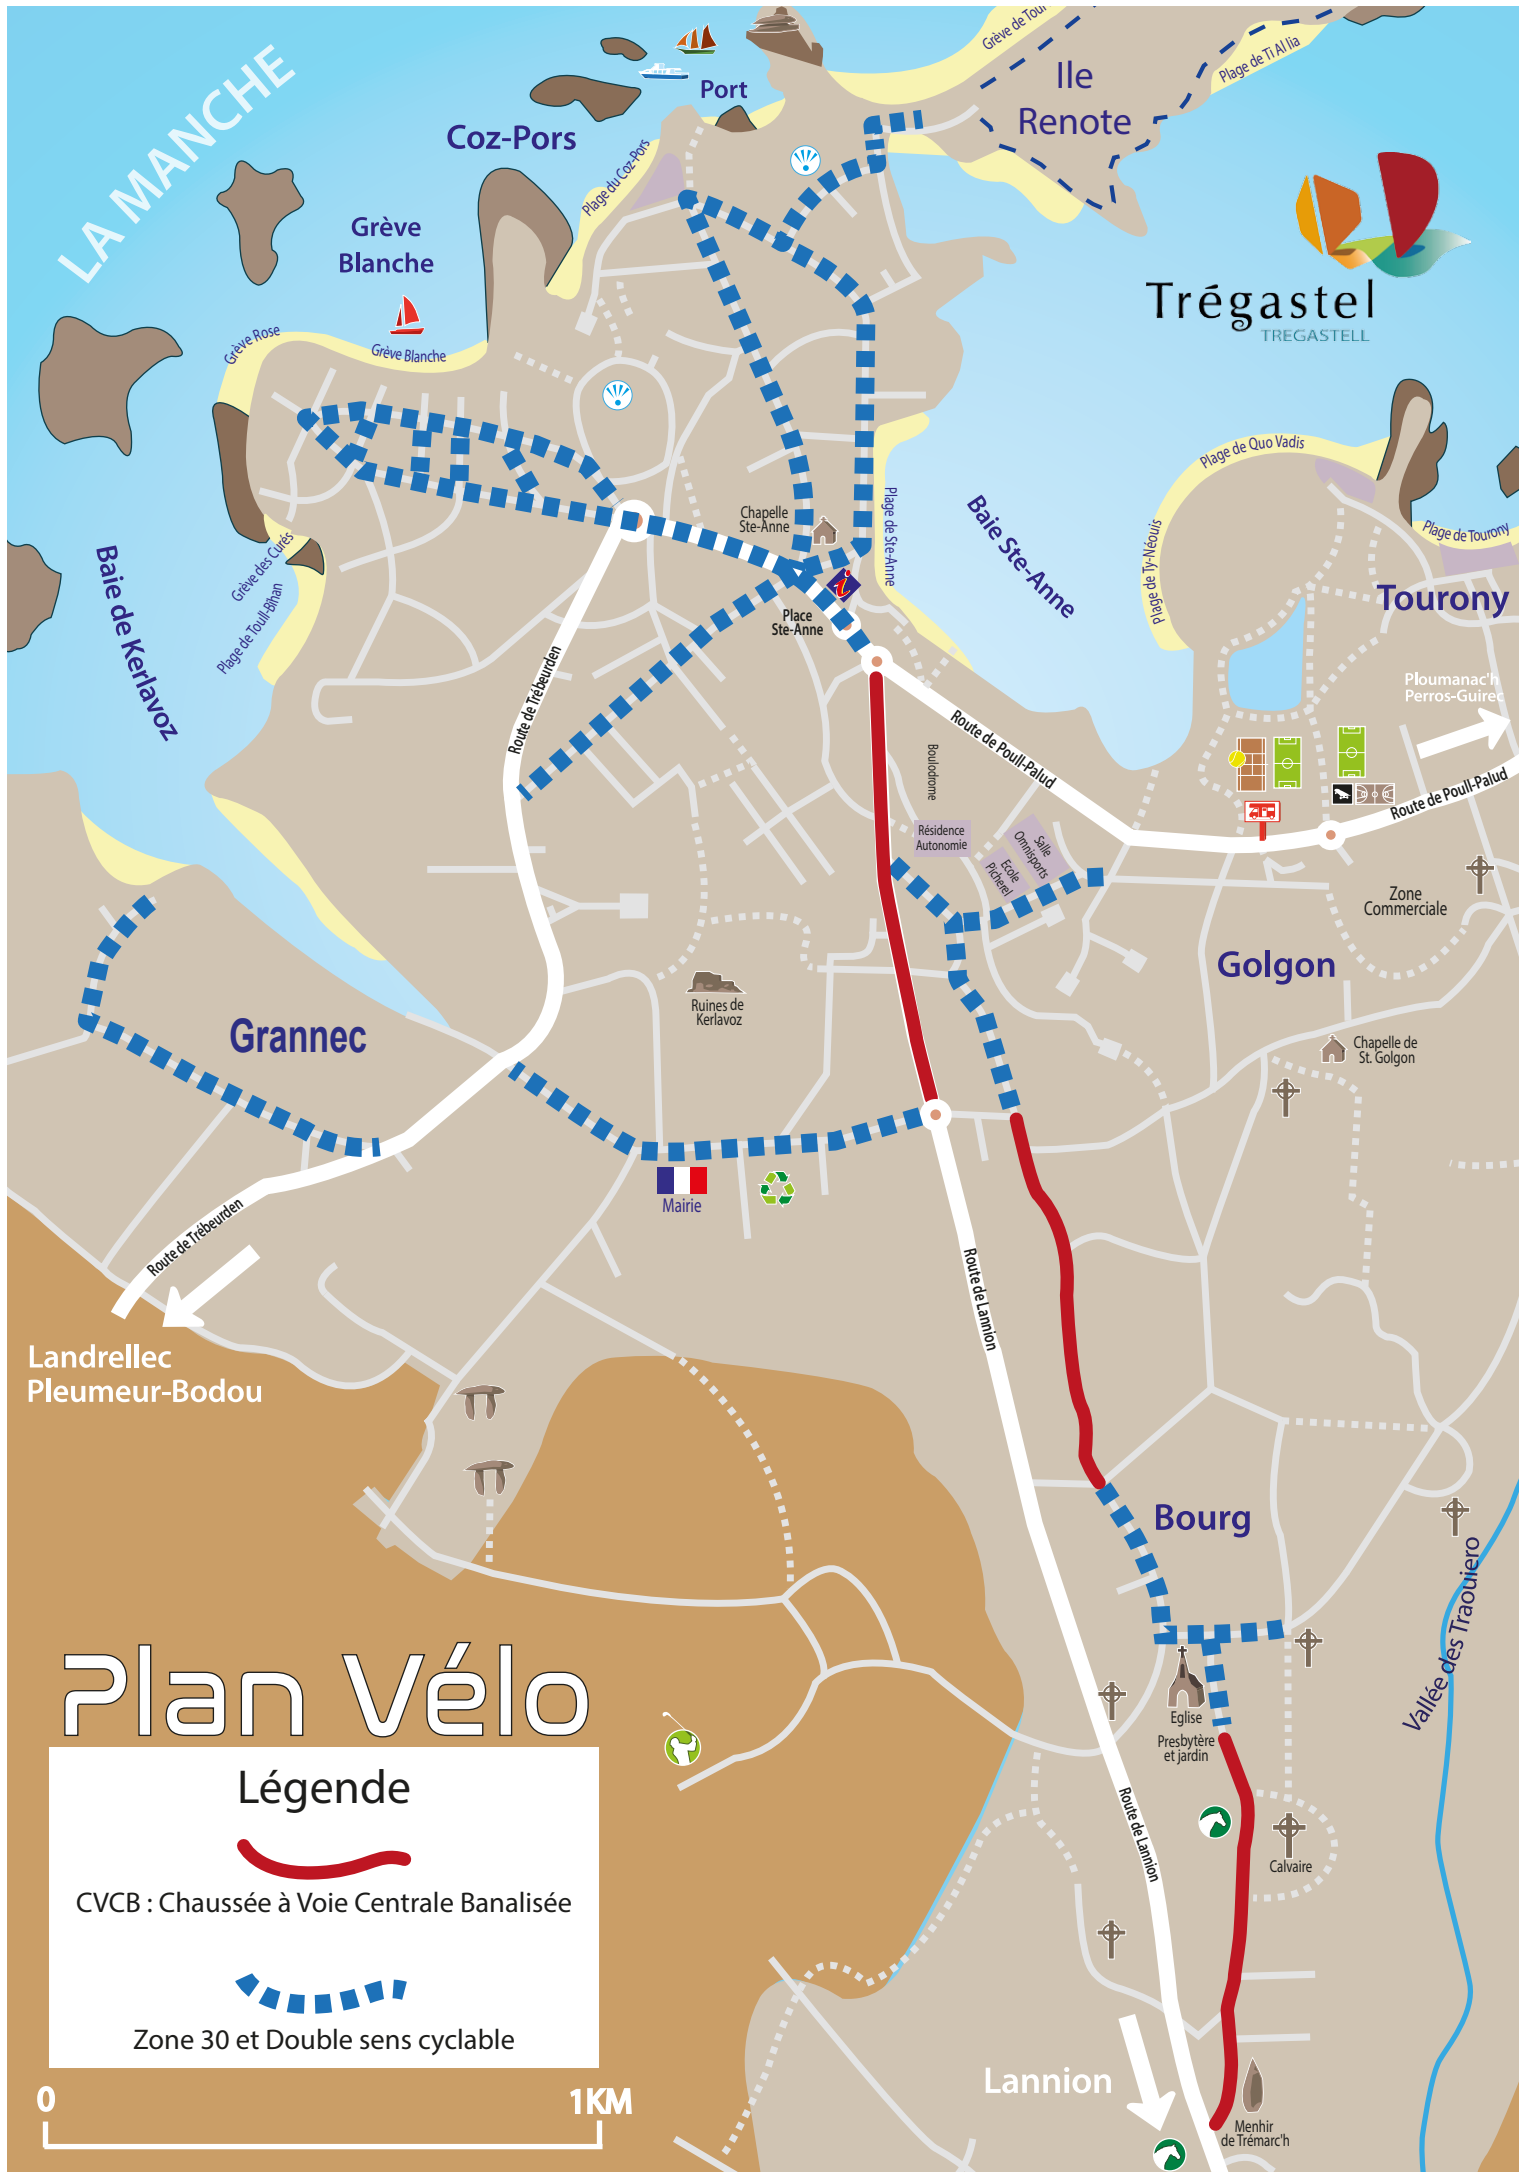 LA MANCHE
Grève de Tour
Plage de Ti Al lia
Ile
Renote
Port
Coz-Pors
Plage du Coz-Pors
Grève
Blanche
Grève Rose
Grève Blanche
Trégastel
TREGASTELL
Plage de Quo Vadis
Plage de Tourony
Tourony
Plage de Ty-Néouis
Baie Ste-Anne
Plage de Ste-Anne
Chapelle
Ste-Anne
i
Place
Ste-Anne
Grève des Curés
Plage de Toull-Bihan
Baie de Kerlavoz
Route de Trébeurden
Ploumanac'h
Perros-Guirec
Route de Poull-Palud
Route de Poull-Palud
Boulodrome
Résidence
Autonomie
Salle
Omnisports
Ecole
Picherel
Zone
Commerciale
Golgon
Ruines de
Kerlavoz
Grannec
Chapelle de
St. Golgon
Mairie
Route de Trébeurden
Route de Lannion
Landrellec
Pleumeur-Bodou
Bourg
Vallée des Traouiero
Eglise
Presbytère
et jardin
Route de Lannion
Calvaire
Plan Vélo
Légende
CVCB : Chaussée à Voie Centrale Banalisée
Zone 30 et Double sens cyclable
0
1KM
Lannion
Menhir
de Trémarc'h